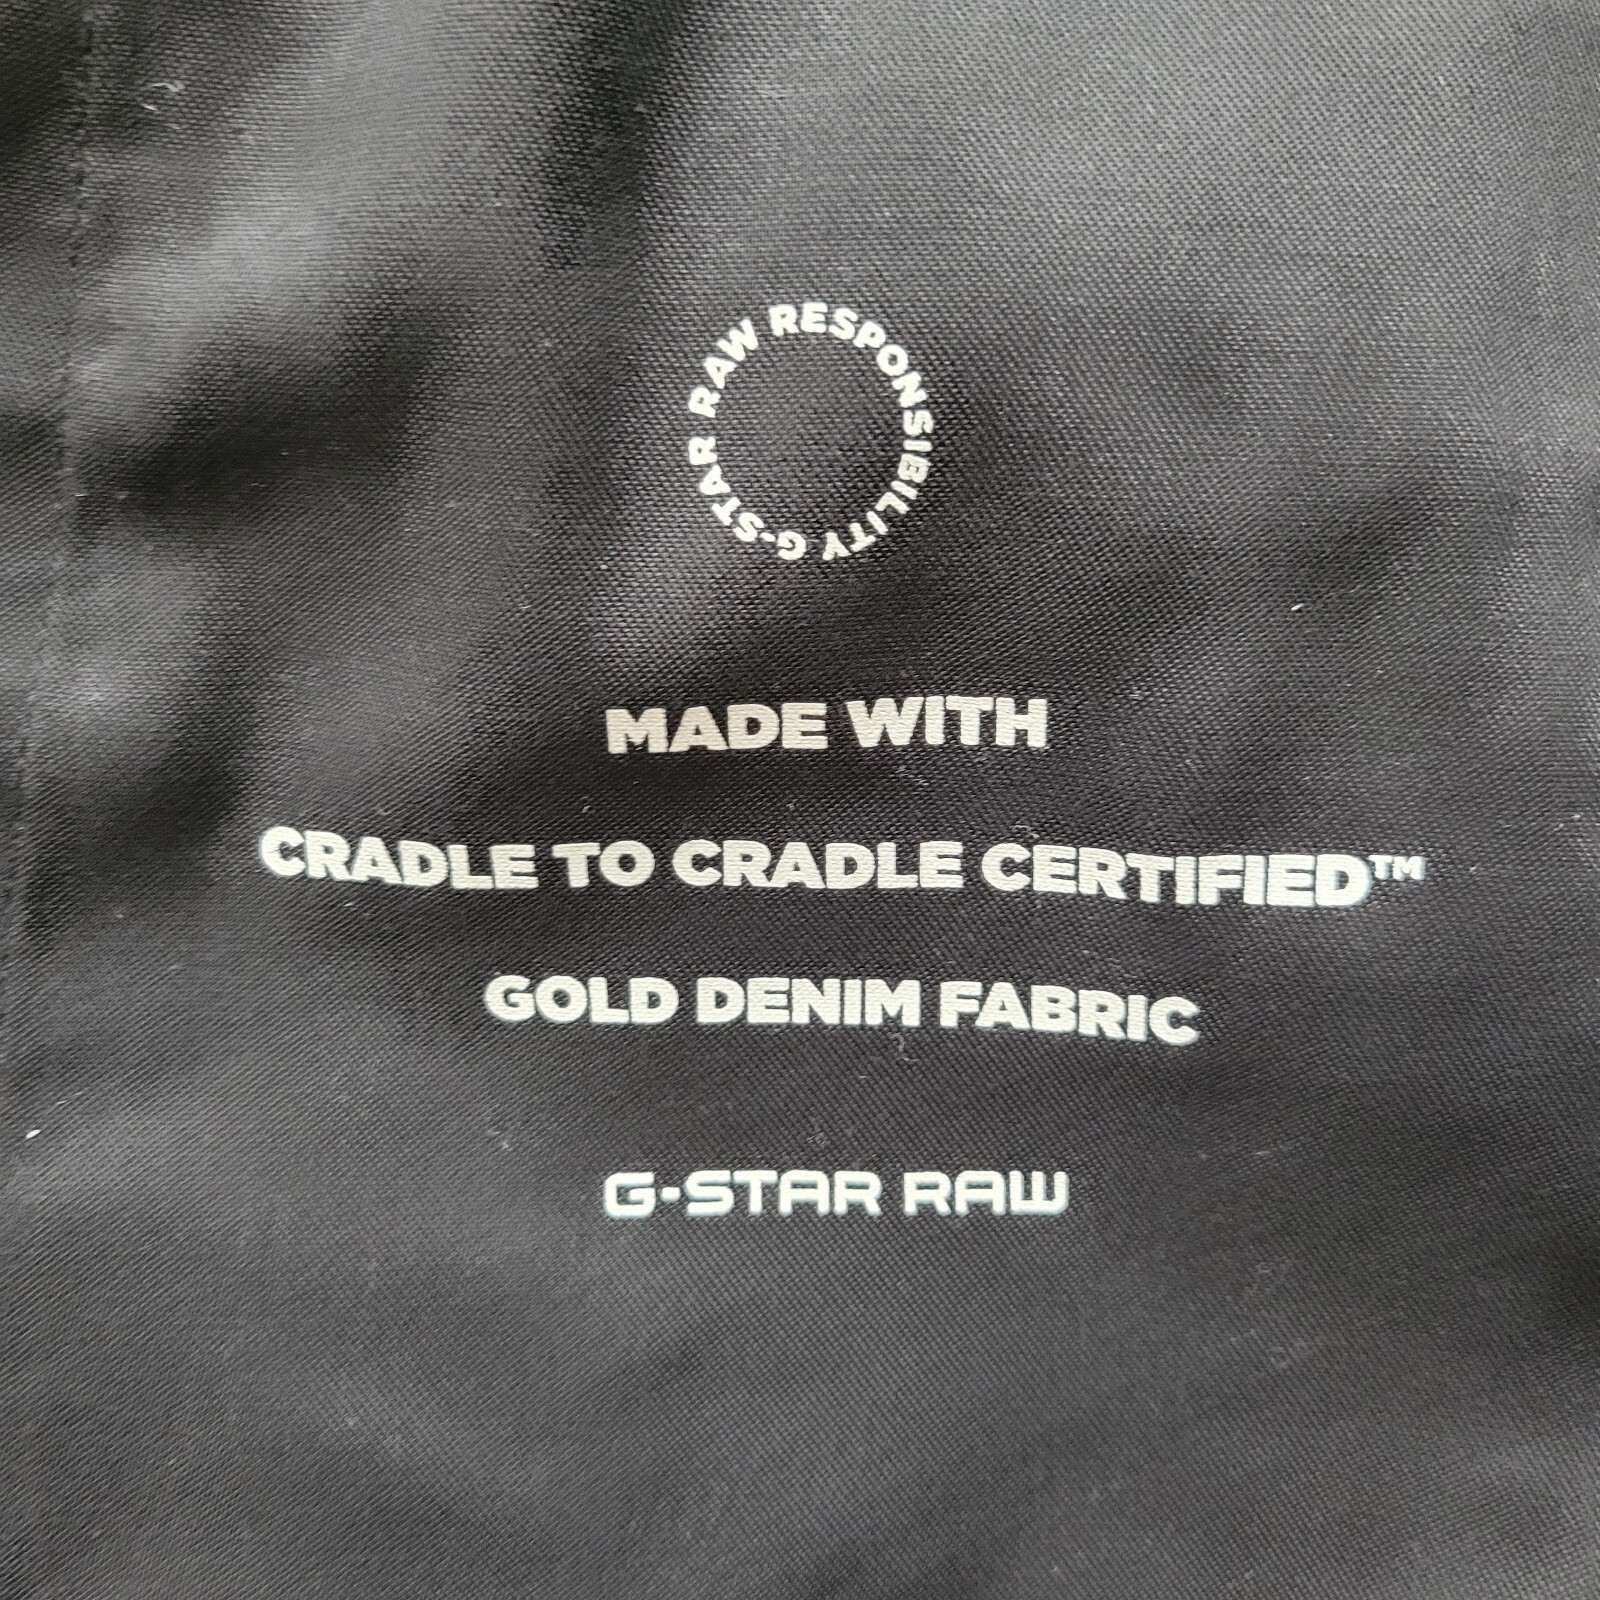 G-STAR RAW RESPONSIBILITY
MADE WITH
CRADLE TO CRADLE CERTIFIED™
GOLD DENIM FABRIC
G-STAR RAW